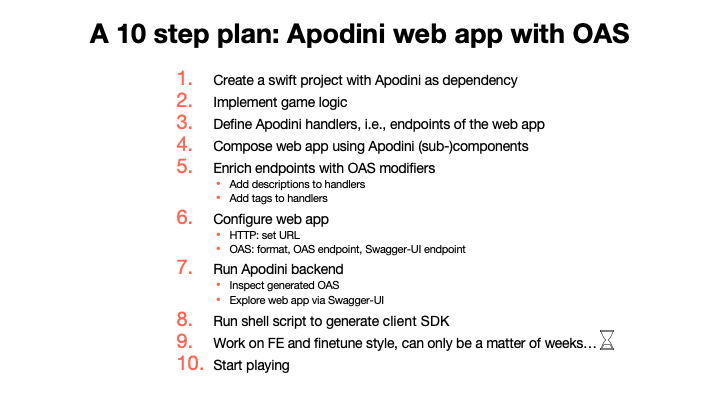 A 10 step plan: Apodini web app with OAS
1. Create a swift project with Apodini as dependency
2. Implement game logic
3. Define Apodini handlers, i.e., endpoints of the web app
4. Compose web app using Apodini (sub-)components
5. Enrich endpoints with OAS modifiers
• Add descriptions to handlers
• Add tags to handlers
6. Configure web app
• HTTP: set URL
• OAS: format, OAS endpoint, Swagger-UI endpoint
7. Run Apodini backend
• Inspect generated OAS
• Explore web app via Swagger-UI
8. Run shell script to generate client SDK
9. Work on FE and finetune style, can only be a matter of weeks…
10. Start playing